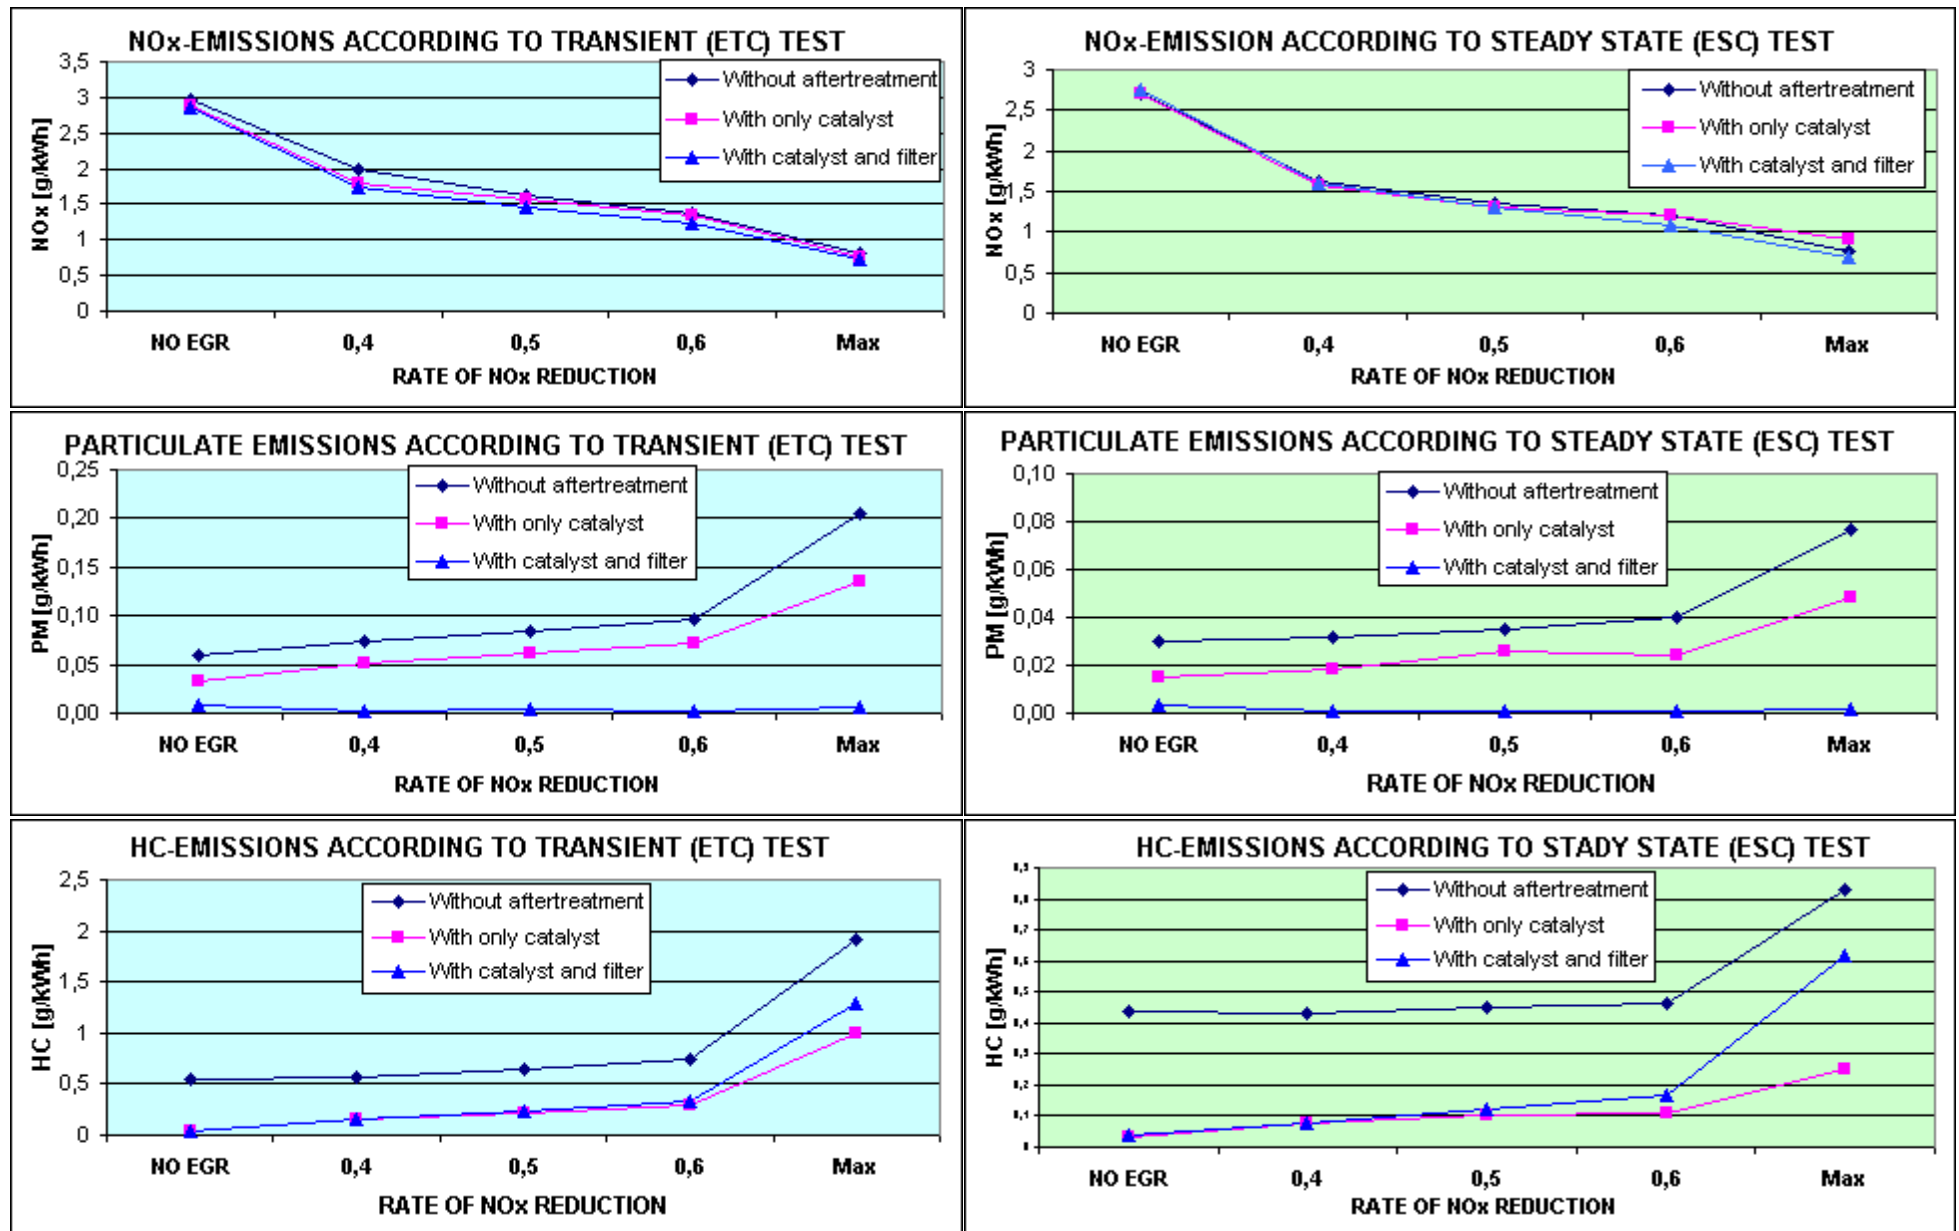 NOx-EMISSIONS ACCORDING TO TRANSIENT (ETC) TEST
3,5
3
2,5
2
1,5
1
0,5
0
NOx [g/kWh]
Without aftertreatment
With only catalyst
With catalyst and filter
NO EGR 0,4 0,5 0,6 Max
RATE OF NOx REDUCTION
NOx-EMISSION ACCORDING TO STEADY STATE (ESC) TEST
3
2,5
2
1,5
1
0,5
0
NOx [g/kWh]
Without aftertreatment
With only catalyst
With catalyst and filter
NO EGR 0,4 0,5 0,6 Max
RATE OF NOx REDUCTION
PARTICULATE EMISSIONS ACCORDING TO TRANSIENT (ETC) TEST
0,25
0,20
0,15
0,10
0,05
0,00
PM [g/kWh]
Without aftertreatment
With only catalyst
With catalyst and filter
NO EGR 0,4 0,5 0,6 Max
RATE OF NOx REDUCTION
PARTICULATE EMISSIONS ACCORDING TO STEADY STATE (ESC) TEST
0,10
0,08
0,06
0,04
0,02
0,00
PM [g/kWh]
Without aftertreatment
With only catalyst
With catalyst and filter
NO EGR 0,4 0,5 0,6 Max
RATE OF NOx REDUCTION
HC-EMISSIONS ACCORDING TO TRANSIENT (ETC) TEST
2,5
2
1,5
1
0,5
0
HC [g/kWh]
Without aftertreatment
With only catalyst
With catalyst and filter
NO EGR 0,4 0,5 0,6 Max
RATE OF NOx REDUCTION
HC-EMISSIONS ACCORDING TO STADY STATE (ESC) TEST
HC [g/kWh]
Without aftertreatment
With only catalyst
With catalyst and filter
NO EGR 0,4 0,5 0,6 Max
RATE OF NOx REDUCTION